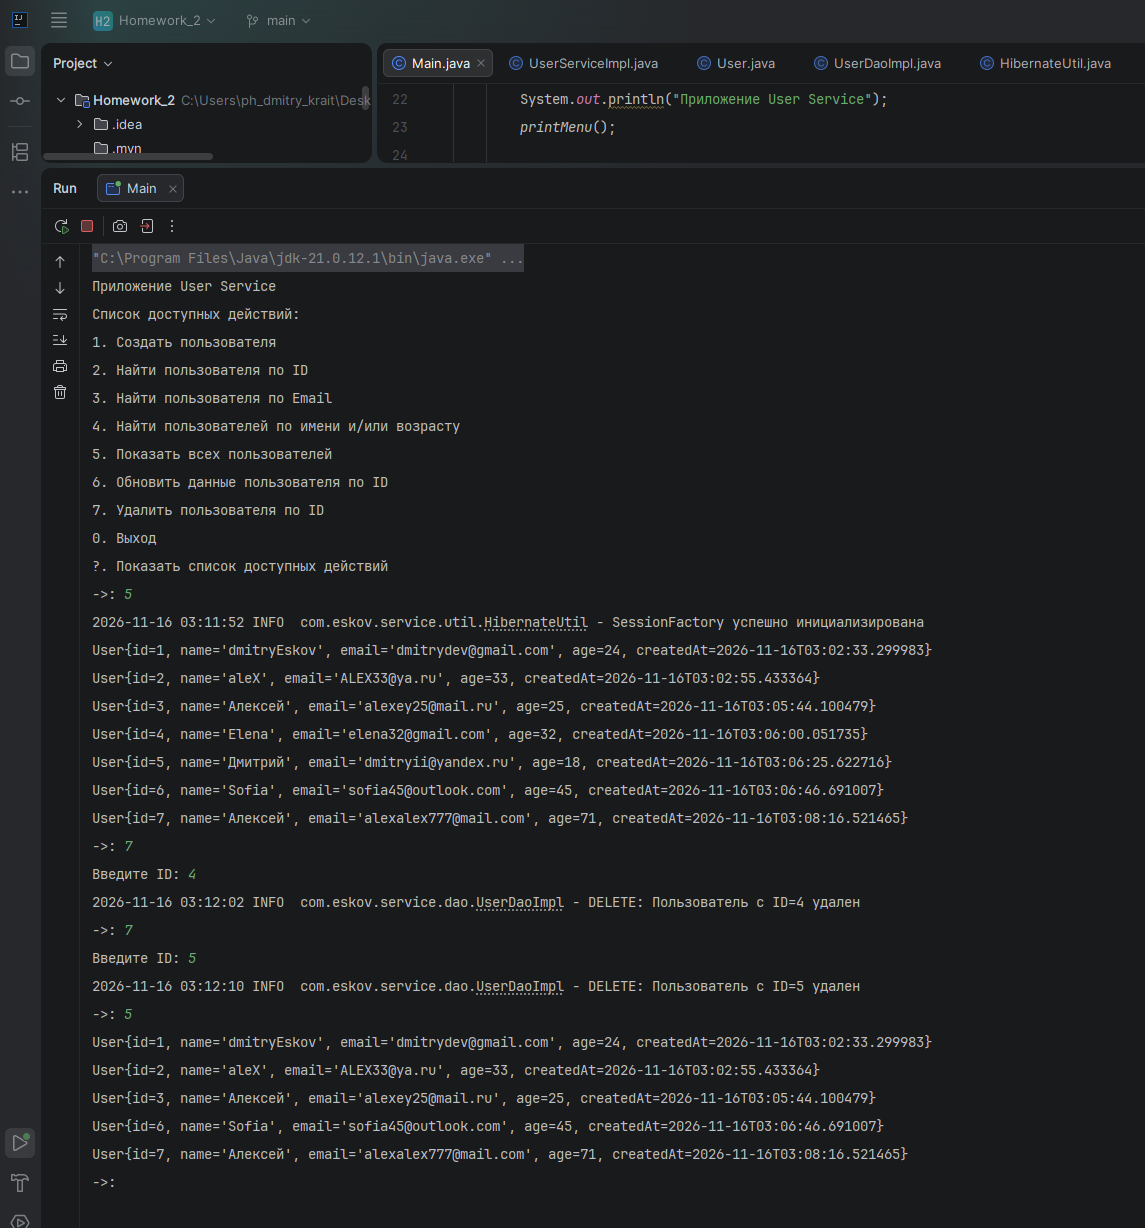 H2 Homework_2 main
Project
Main.java UserServiceImpl.java User.java UserDaoImpl.java HibernateUtil.java
Homework_2 C:\Users\ph_dmitry_krait\Desk
.idea
.mvn
22 System.out.println("Приложение User Service");
23 printMenu();
24
Run Main
"C:\Program Files\Java\jdk-21.0.12.1\bin\java.exe" ...
Приложение User Service
Список доступных действий:
1. Создать пользователя
2. Найти пользователя по ID
3. Найти пользователя по Email
4. Найти пользователей по имени и/или возрасту
5. Показать всех пользователей
6. Обновить данные пользователя по ID
7. Удалить пользователя по ID
0. Выход
?. Показать список доступных действий
->: 5
2026-11-16 03:11:52 INFO  com.eskov.service.util.HibernateUtil - SessionFactory успешно инициализирована
User{id=1, name='dmitryEskov', email='dmitrydev@gmail.com', age=24, createdAt=2026-11-16T03:02:33.299983}
User{id=2, name='aleX', email='ALEX33@ya.ru', age=33, createdAt=2026-11-16T03:02:55.433364}
User{id=3, name='Алексей', email='alexey25@mail.ru', age=25, createdAt=2026-11-16T03:05:44.100479}
User{id=4, name='Elena', email='elena32@gmail.com', age=32, createdAt=2026-11-16T03:06:00.051735}
User{id=5, name='Дмитрий', email='dmitryii@yandex.ru', age=18, createdAt=2026-11-16T03:06:25.622716}
User{id=6, name='Sofia', email='sofia45@outlook.com', age=45, createdAt=2026-11-16T03:06:46.691007}
User{id=7, name='Алексей', email='alexalex777@mail.com', age=71, createdAt=2026-11-16T03:08:16.521465}
->: 7
Введите ID: 4
2026-11-16 03:12:02 INFO  com.eskov.service.dao.UserDaoImpl - DELETE: Пользователь с ID=4 удален
->: 7
Введите ID: 5
2026-11-16 03:12:10 INFO  com.eskov.service.dao.UserDaoImpl - DELETE: Пользователь с ID=5 удален
->: 5
User{id=1, name='dmitryEskov', email='dmitrydev@gmail.com', age=24, createdAt=2026-11-16T03:02:33.299983}
User{id=2, name='aleX', email='ALEX33@ya.ru', age=33, createdAt=2026-11-16T03:02:55.433364}
User{id=3, name='Алексей', email='alexey25@mail.ru', age=25, createdAt=2026-11-16T03:05:44.100479}
User{id=6, name='Sofia', email='sofia45@outlook.com', age=45, createdAt=2026-11-16T03:06:46.691007}
User{id=7, name='Алексей', email='alexalex777@mail.com', age=71, createdAt=2026-11-16T03:08:16.521465}
->: